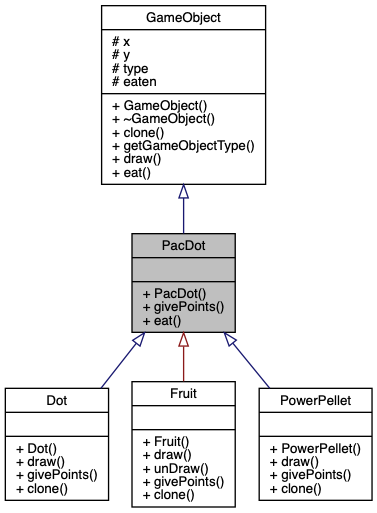 GameObject
# x
# y
# type
# eaten
+ GameObject()
+ ~GameObject()
+ clone()
+ getGameObjectType()
+ draw()
+ eat()
PacDot
+ PacDot()
+ givePoints()
+ eat()
Dot
+ Dot()
+ draw()
+ givePoints()
+ clone()
Fruit
+ Fruit()
+ draw()
+ unDraw()
+ givePoints()
+ clone()
PowerPellet
+ PowerPellet()
+ draw()
+ givePoints()
+ clone()